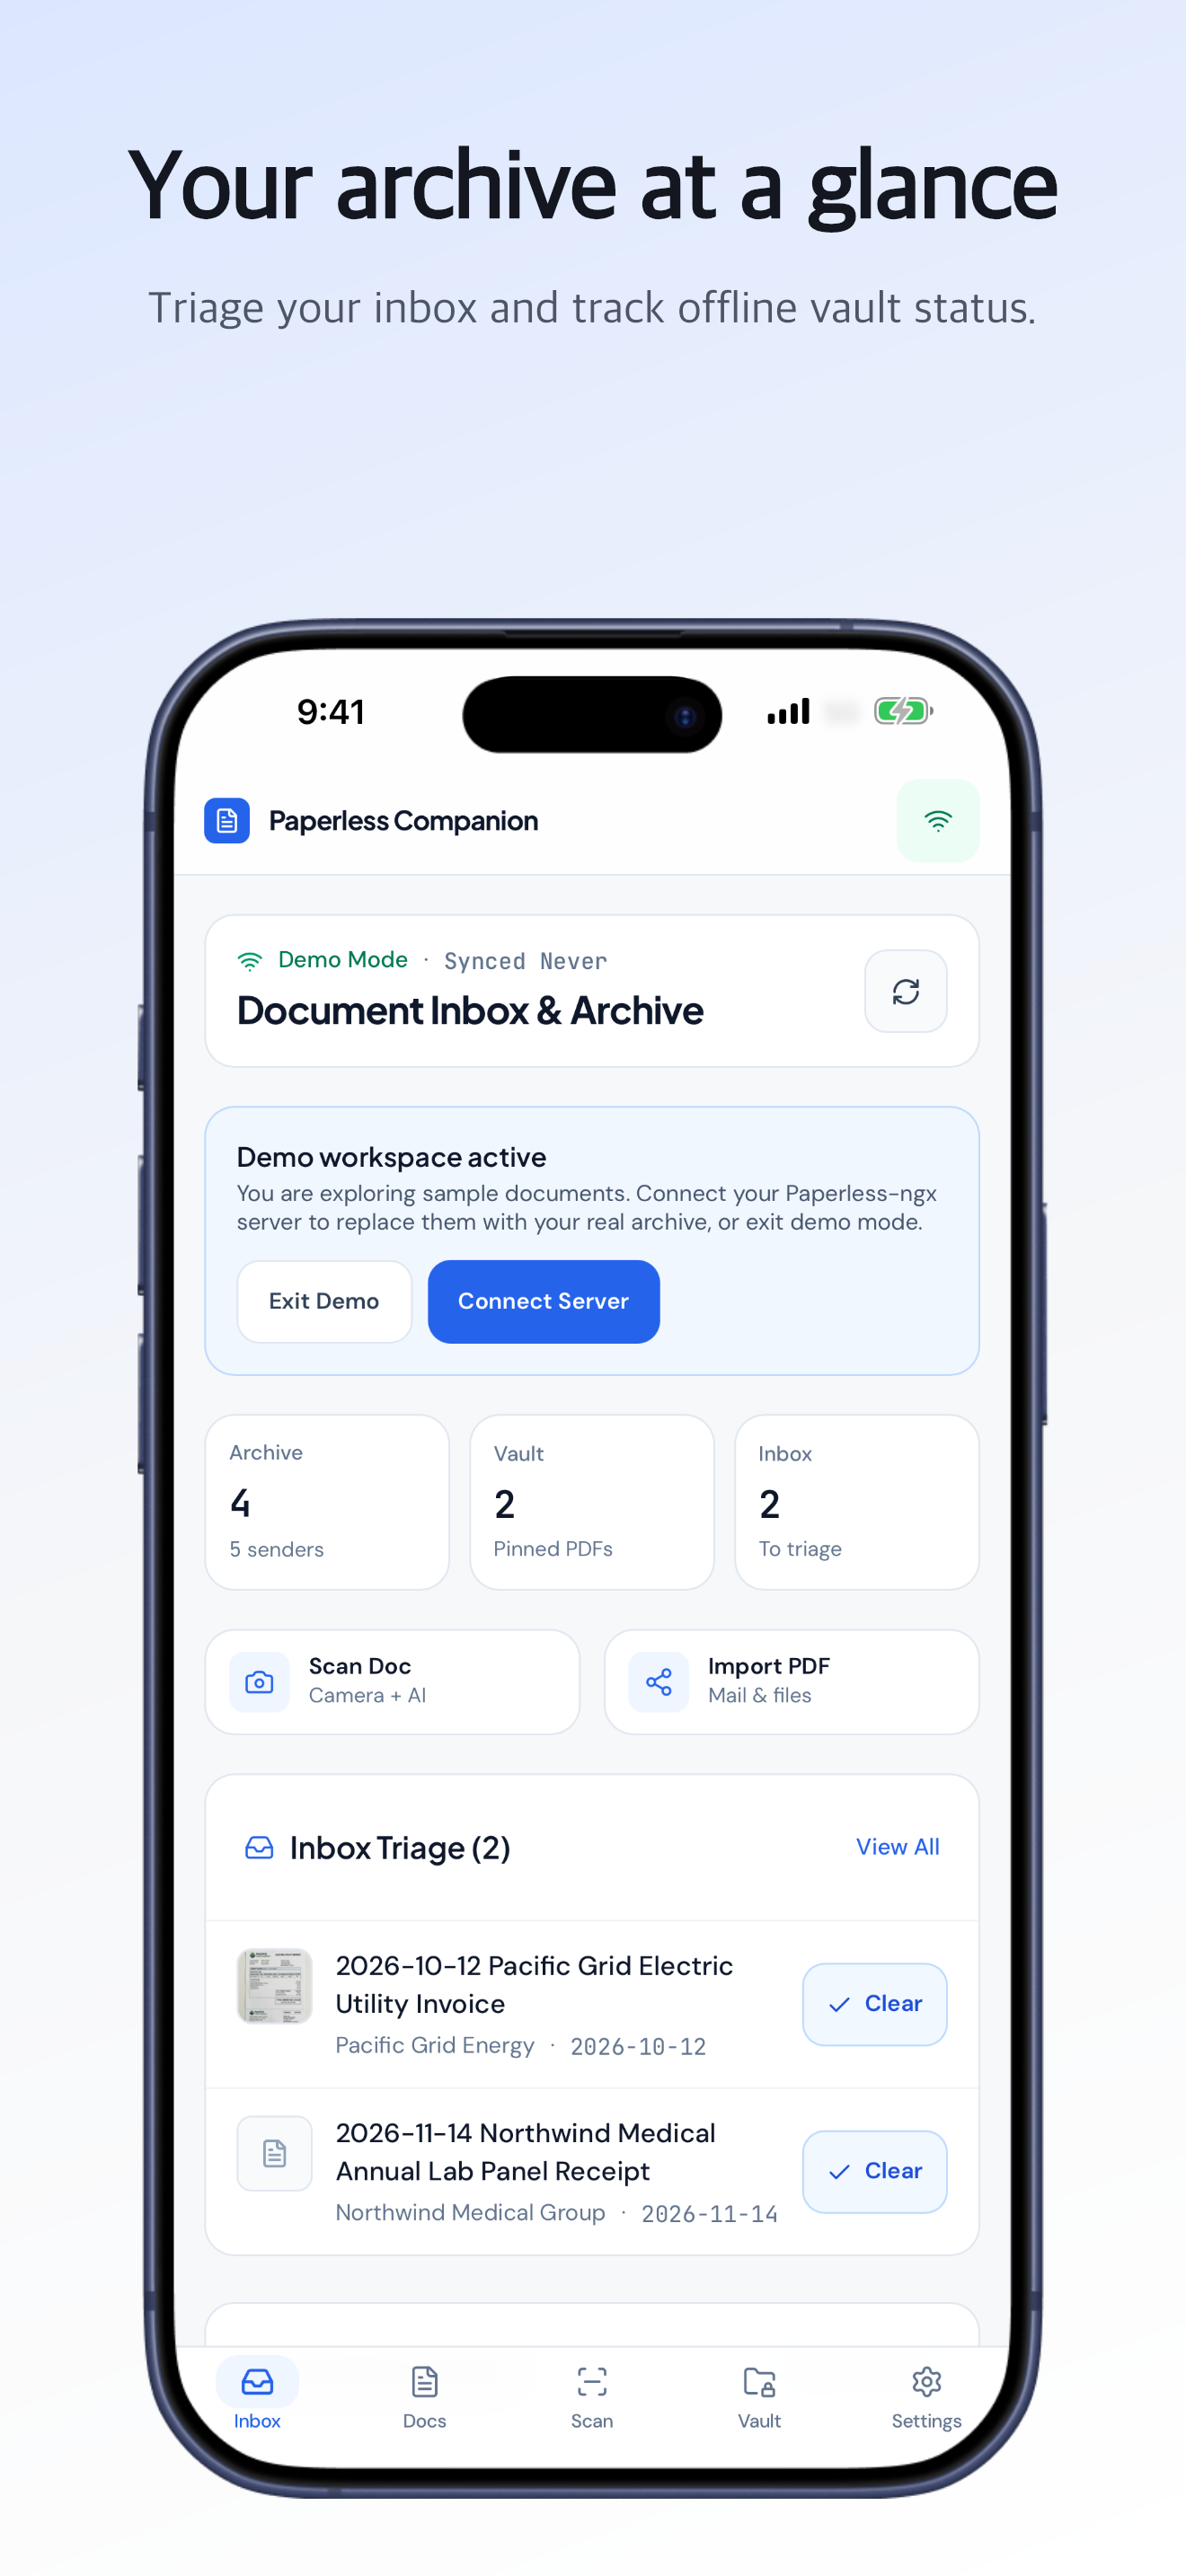 Your archive at a glance
Triage your inbox and track offline vault status.
9:41
Paperless Companion
Demo Mode · Synced Never
Document Inbox & Archive
Demo workspace active
You are exploring sample documents. Connect your Paperless-ngx
server to replace them with your real archive, or exit demo mode.
Exit Demo
Connect Server
Archive
4
5 senders
Vault
2
Pinned PDFs
Inbox
2
To triage
Scan Doc
Camera + AI
Import PDF
Mail & files
Inbox Triage (2)
View All
2026-10-12 Pacific Grid Electric
Utility Invoice
Pacific Grid Energy · 2026-10-12
Clear
2026-11-14 Northwind Medical
Annual Lab Panel Receipt
Northwind Medical Group · 2026-11-14
Clear
Inbox
Docs
Scan
Vault
Settings